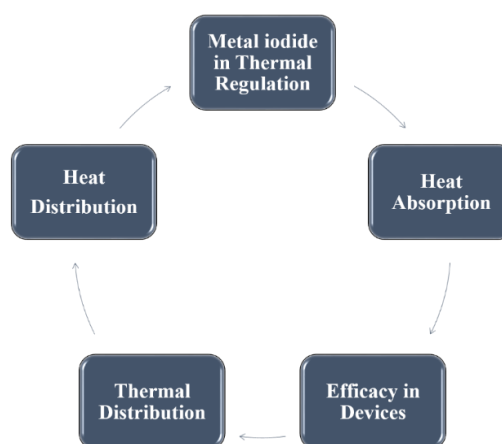 Metal iodide
in Thermal
Regulation
Heat
Absorption
Efficacy in
Devices
Thermal
Distribution
Heat
Distribution